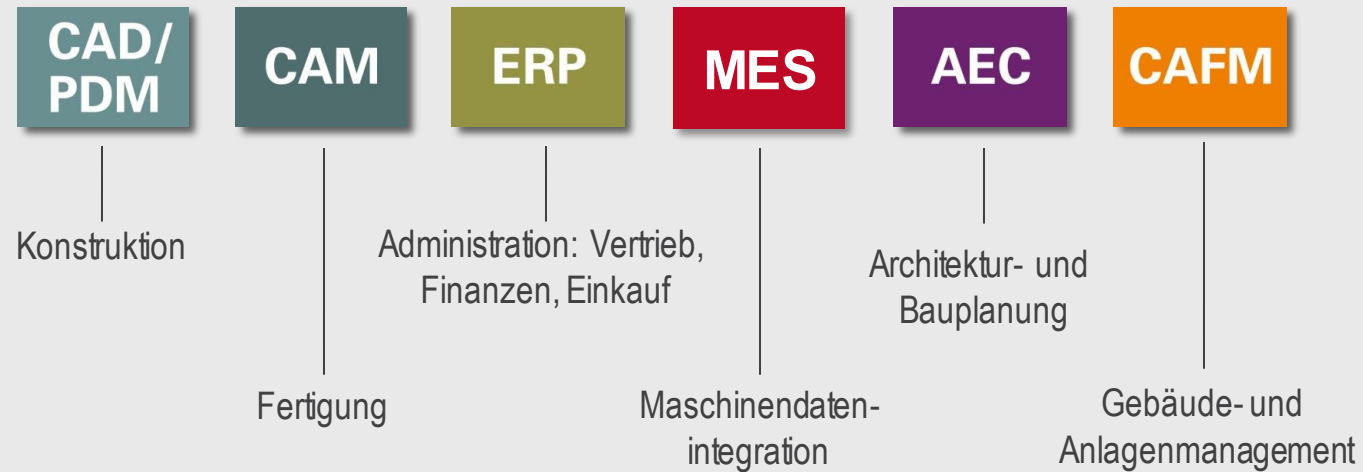 CAD/
PDM
CAM
ERP
MES
AEC
CAFM
Konstruktion
Fertigung
Administration: Vertrieb,
Finanzen, Einkauf
Maschinendaten-
integration
Architektur- und
Bauplanung
Gebäude- und
Anlagenmanagement